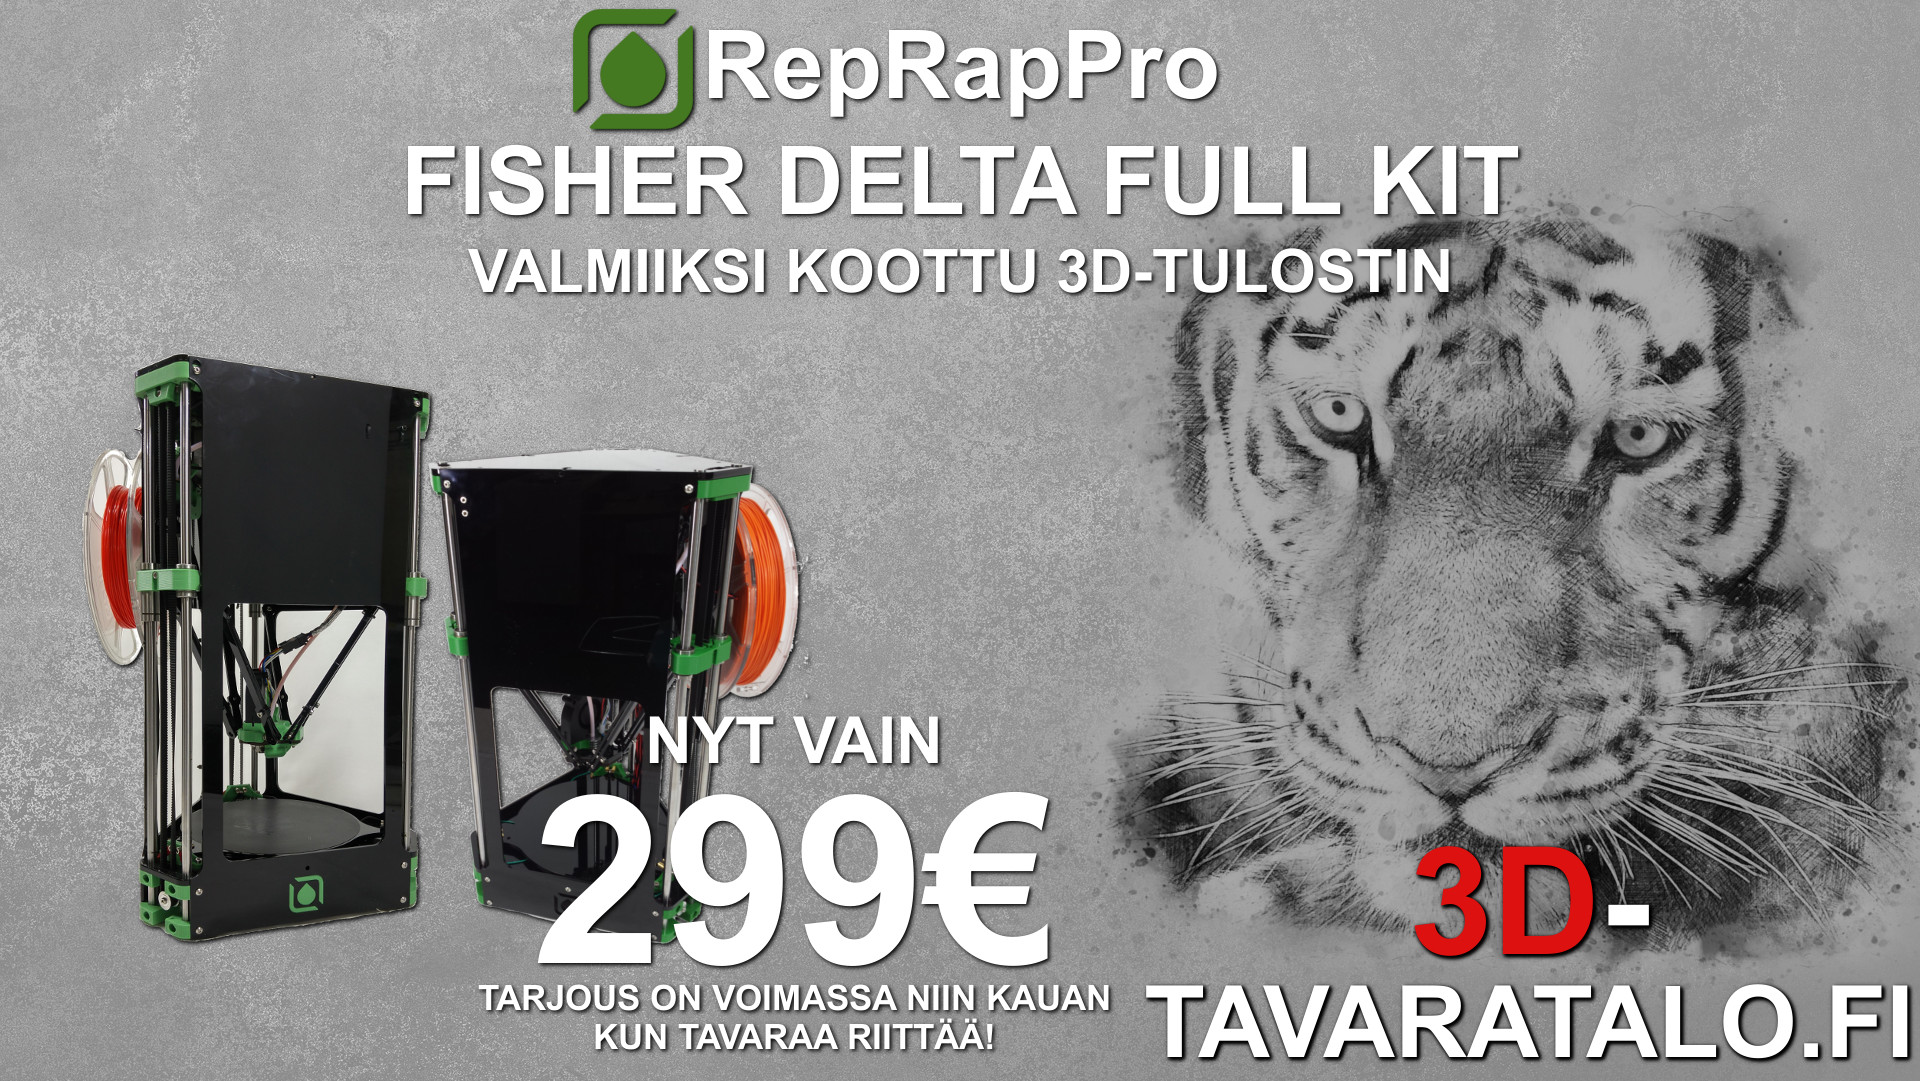 RepRapPro
FISHER DELTA FULL KIT
VALMIIKSI KOOTTU 3D-TULOSTIN
NYT VAIN
299€
TARJOUS ON VOIMASSA NIIN KAUAN
KUN TAVARAA RIITTÄÄ!
3D-
TAVARATALO.FI